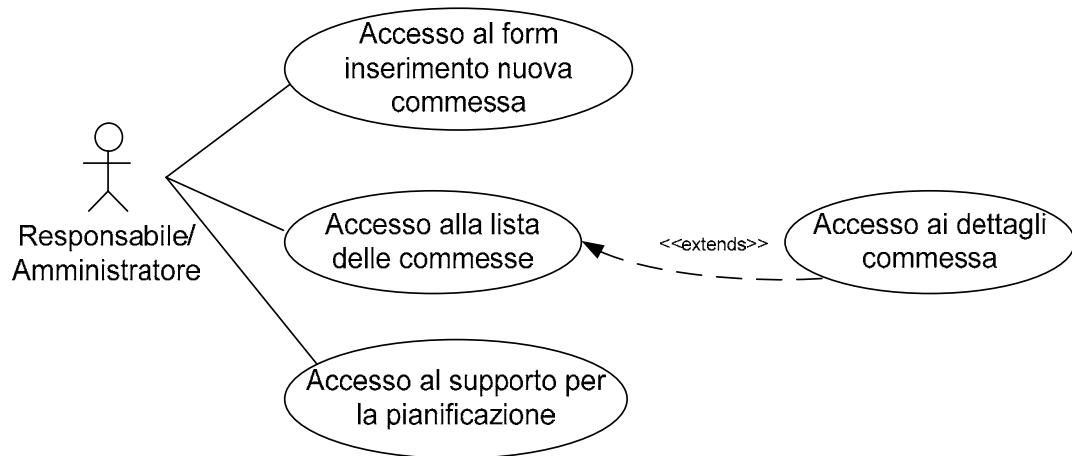 Accesso al form
inserimento nuova
commessa
Responsabile/
Amministratore
Accesso alla lista
delle commesse
<<extends>>
Accesso ai dettagli
commessa
Accesso al supporto per
la pianificazione